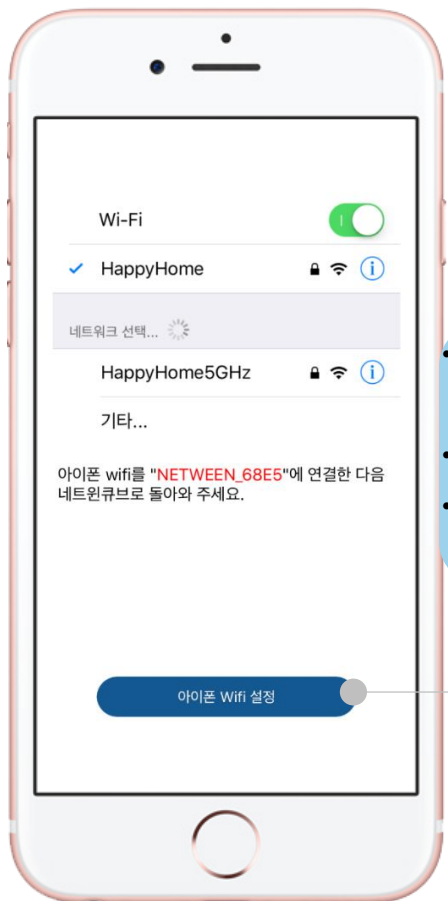 Wi-Fi
HappyHome
네트워크 선택...
HappyHome5GHz
기타...
아이폰 wifi를 "NETWEEN_68E5"에 연결한 다음
네트윈큐브로 돌아와 주세요.
아이폰 Wifi 설정